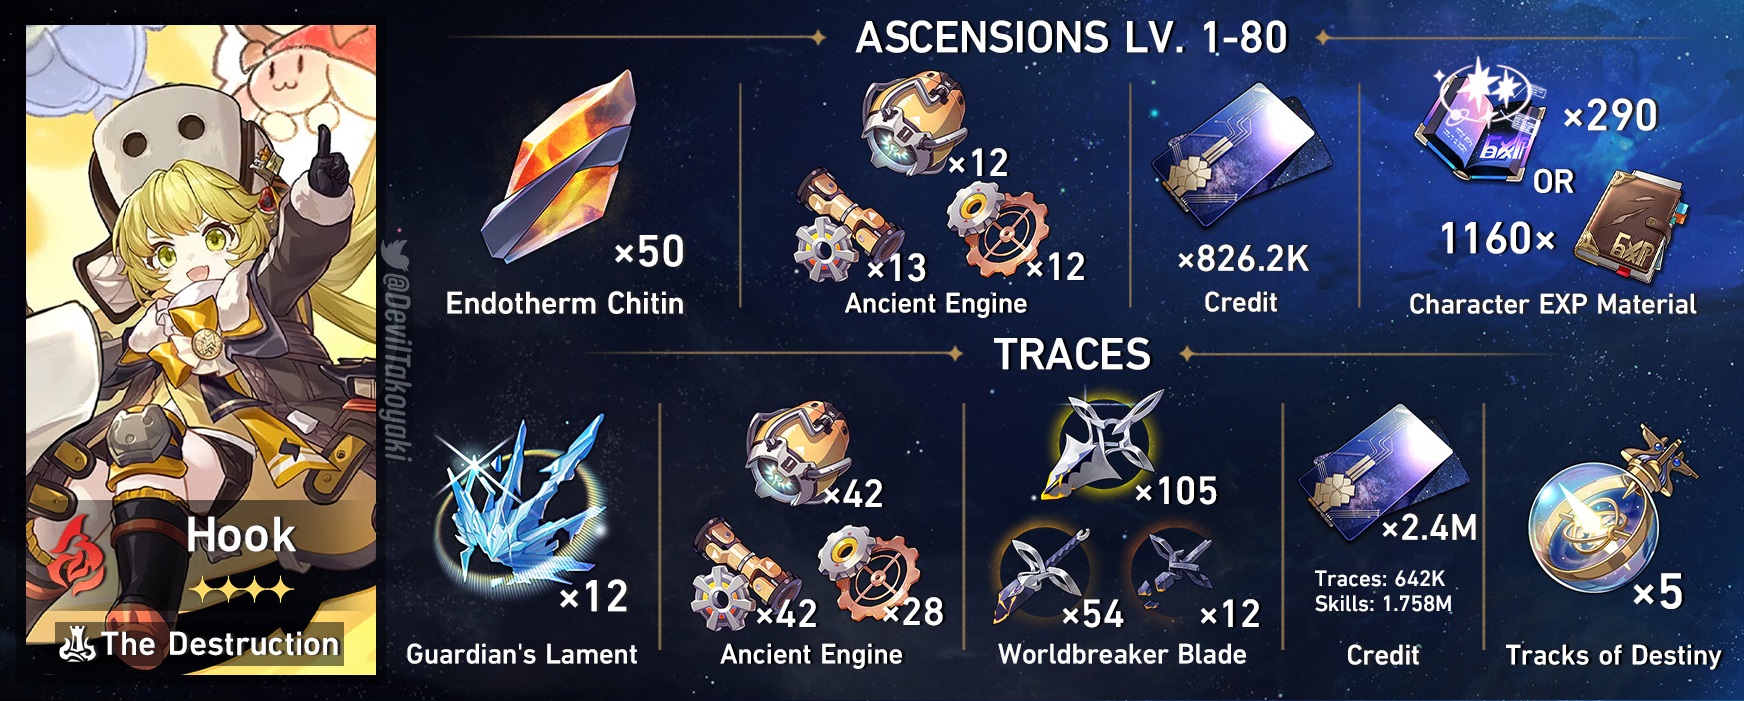 ASCENSIONS LV. 1-80
×50
Endotherm Chitin
×12
×13
×12
Ancient Engine
×826.2K
Credit
×290
OR
1160×
EXP
Character EXP Material
@DevilTakoyaki
TRACES
×12
Guardian's Lament
×42
×42
×28
Ancient Engine
×105
×54
×12
Worldbreaker Blade
×2.4M
Traces: 642K
Skills: 1.758M
Credit
×5
Tracks of Destiny
Hook
The Destruction